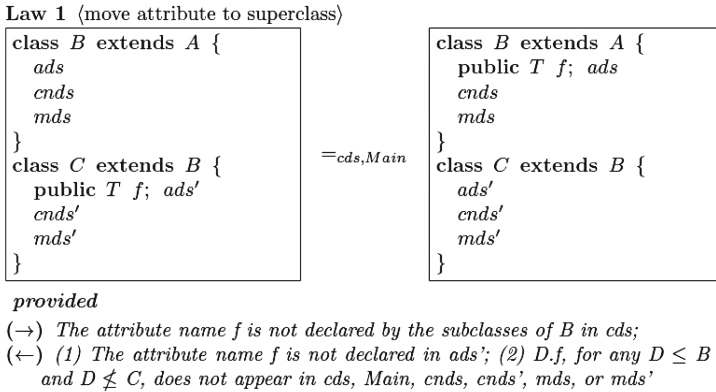 Law 1 ⟨move attribute to superclass⟩
class B extends A {
ads
cnds
mds
}
class C extends B {
public T f; ads′
cnds′
mds′
}
=cds,Main
class B extends A {
public T f; ads
cnds
mds
}
class C extends B {
ads′
cnds′
mds′
}
provided
(→) The attribute name f is not declared by the subclasses of B in cds;
(←) (1) The attribute name f is not declared in ads'; (2) D.f, for any D ≤ B
and D ≰ C, does not appear in cds, Main, cnds, cnds', mds, or mds'